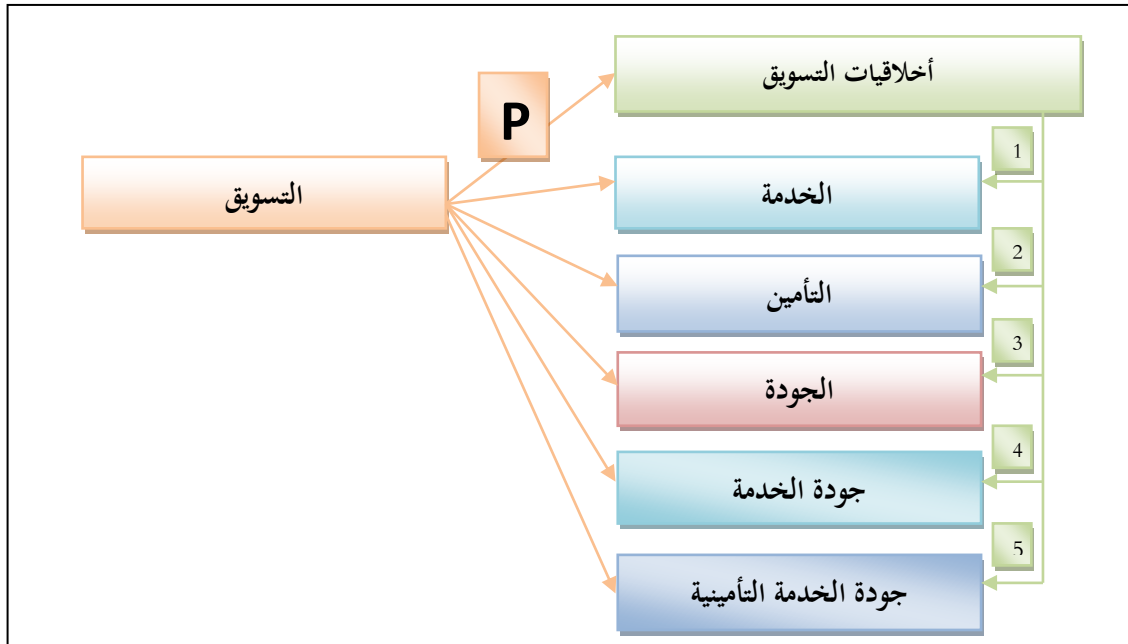 أخلاقيات التسويق
P
1
التسويق
الخدمة
2
التأمين
3
الجودة
4
جودة الخدمة
5
جودة الخدمة التأمينية